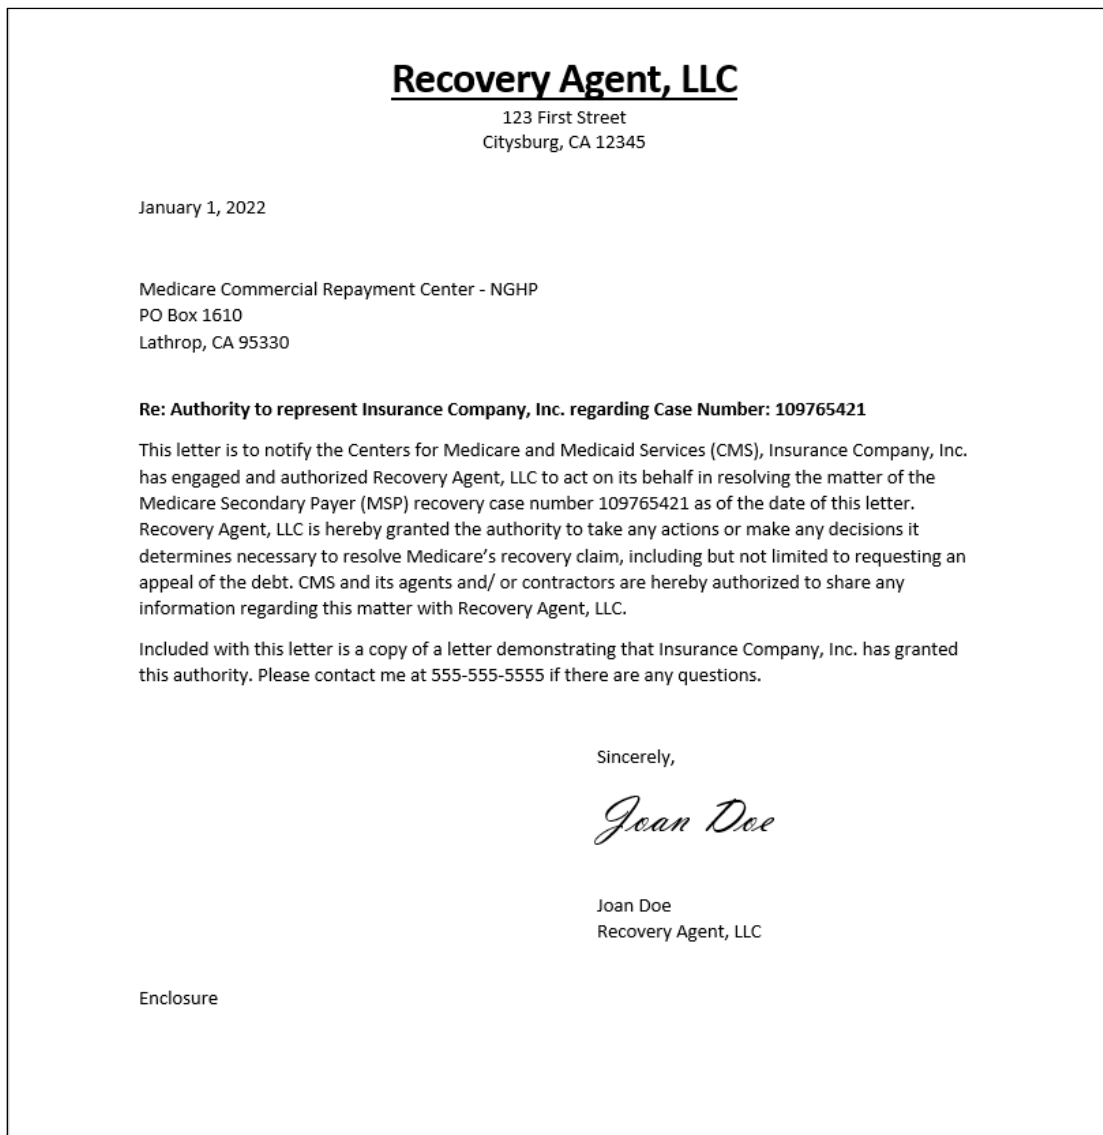 Recovery Agent, LLC
123 First Street
Citysburg, CA 12345
January 1, 2022
Medicare Commercial Repayment Center - NGHP
PO Box 1610
Lathrop, CA 95330
Re: Authority to represent Insurance Company, Inc. regarding Case Number: 109765421
This letter is to notify the Centers for Medicare and Medicaid Services (CMS), Insurance Company, Inc.
has engaged and authorized Recovery Agent, LLC to act on its behalf in resolving the matter of the
Medicare Secondary Payer (MSP) recovery case number 109765421 as of the date of this letter.
Recovery Agent, LLC is hereby granted the authority to take any actions or make any decisions it
determines necessary to resolve Medicare’s recovery claim, including but not limited to requesting an
appeal of the debt. CMS and its agents and/ or contractors are hereby authorized to share any
information regarding this matter with Recovery Agent, LLC.
Included with this letter is a copy of a letter demonstrating that Insurance Company, Inc. has granted
this authority. Please contact me at 555-555-5555 if there are any questions.
Sincerely,
Joan Doe
Joan Doe
Recovery Agent, LLC
Enclosure